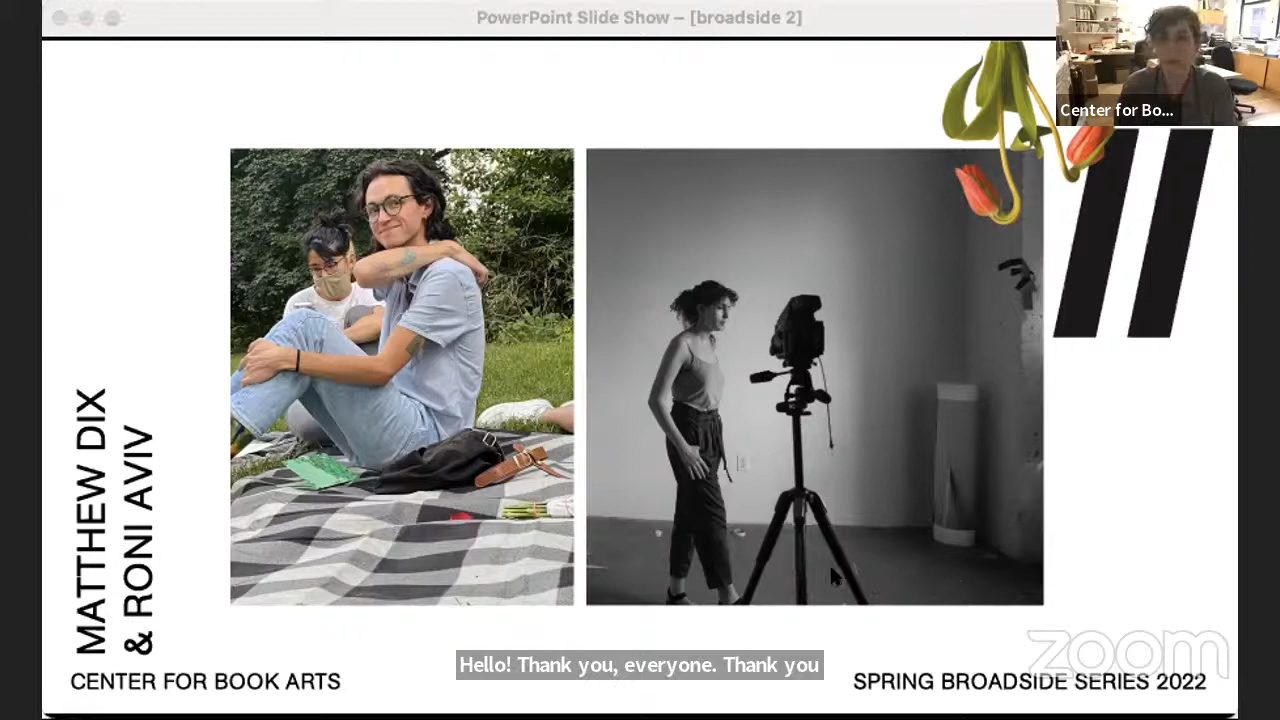 PowerPoint Slide Show – [broadside 2]
Center for Bo...
MATTHEW DIX
& RONI AVIV
Hello! Thank you, everyone. Thank you
zoom
CENTER FOR BOOK ARTS
SPRING BROADSIDE SERIES 2022